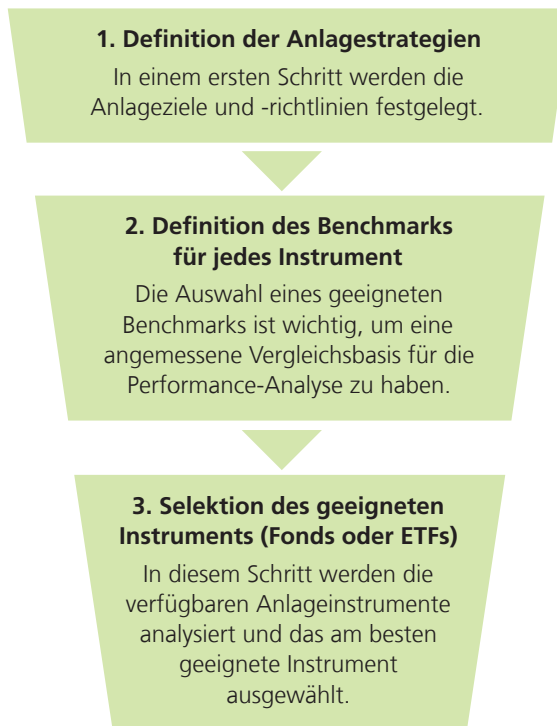 1. Definition der Anlagestrategien
In einem ersten Schritt werden die
Anlageziele und -richtlinien festgelegt.
2. Definition des Benchmarks
für jedes Instrument
Die Auswahl eines geeigneten
Benchmarks ist wichtig, um eine
angemessene Vergleichsbasis für die
Performance-Analyse zu haben.
3. Selektion des geeigneten
Instruments (Fonds oder ETFs)
In diesem Schritt werden die
verfügbaren Anlageinstrumente
analysiert und das am besten
geeignete Instrument
ausgewählt.